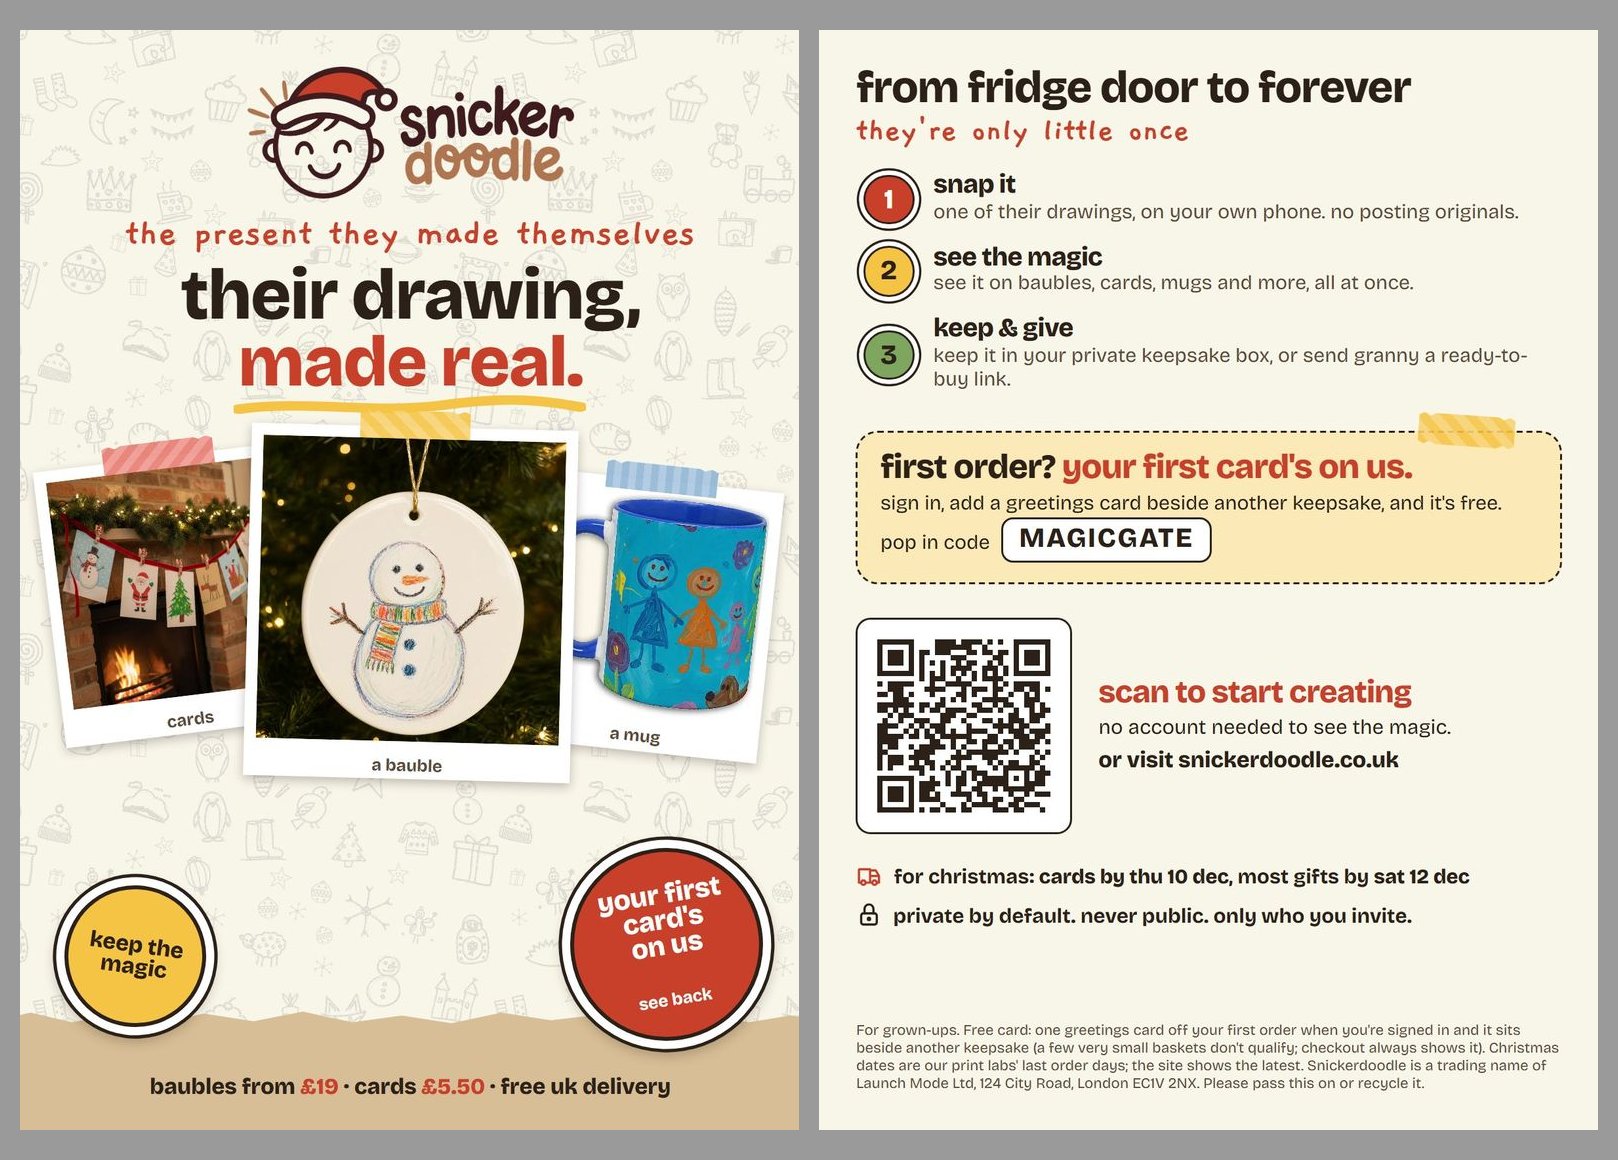 snicker
doodle
the present they made themselves
their drawing,
made real.
cards
a bauble
a mug
keep the
magic
your first
card's
on us
see back
baubles from £19 · cards £5.50 · free uk delivery
from fridge door to forever
they're only little once
1
snap it
one of their drawings, on your own phone. no posting originals.
2
see the magic
see it on baubles, cards, mugs and more, all at once.
3
keep & give
keep it in your private keepsake box, or send granny a ready-to-
buy link.
first order? your first card's on us.
sign in, add a greetings card beside another keepsake, and it's free.
pop in code MAGICGATE
scan to start creating
no account needed to see the magic.
or visit snickerdoodle.co.uk
for christmas: cards by thu 10 dec, most gifts by sat 12 dec
private by default. never public. only who you invite.
For grown-ups. Free card: one greetings card off your first order when you're signed in and it sits
beside another keepsake (a few very small baskets don't qualify; checkout always shows it). Christmas
dates are our print labs' last order days; the site shows the latest. Snickerdoodle is a trading name of
Launch Mode Ltd, 124 City Road, London EC1V 2NX. Please pass this on or recycle it.